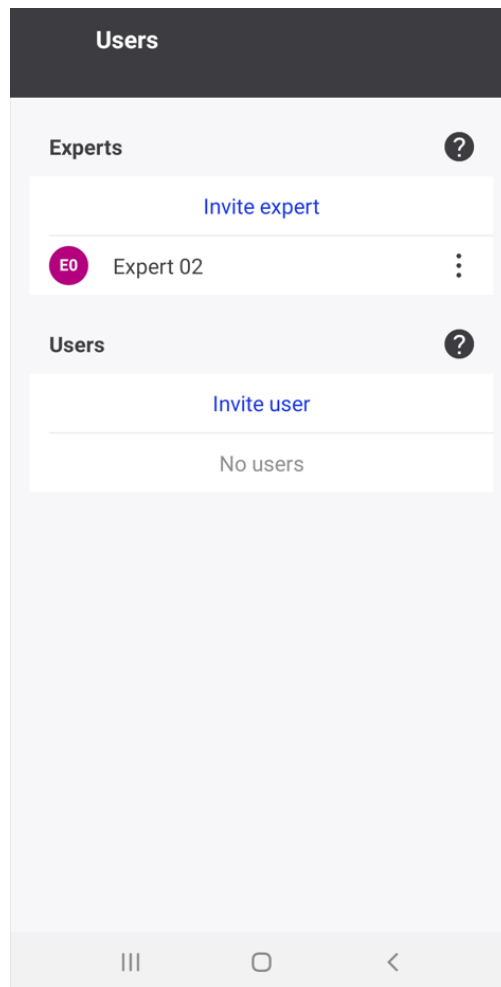 Users
Experts
Invite expert
E0 Expert 02
Users
Invite user
No users